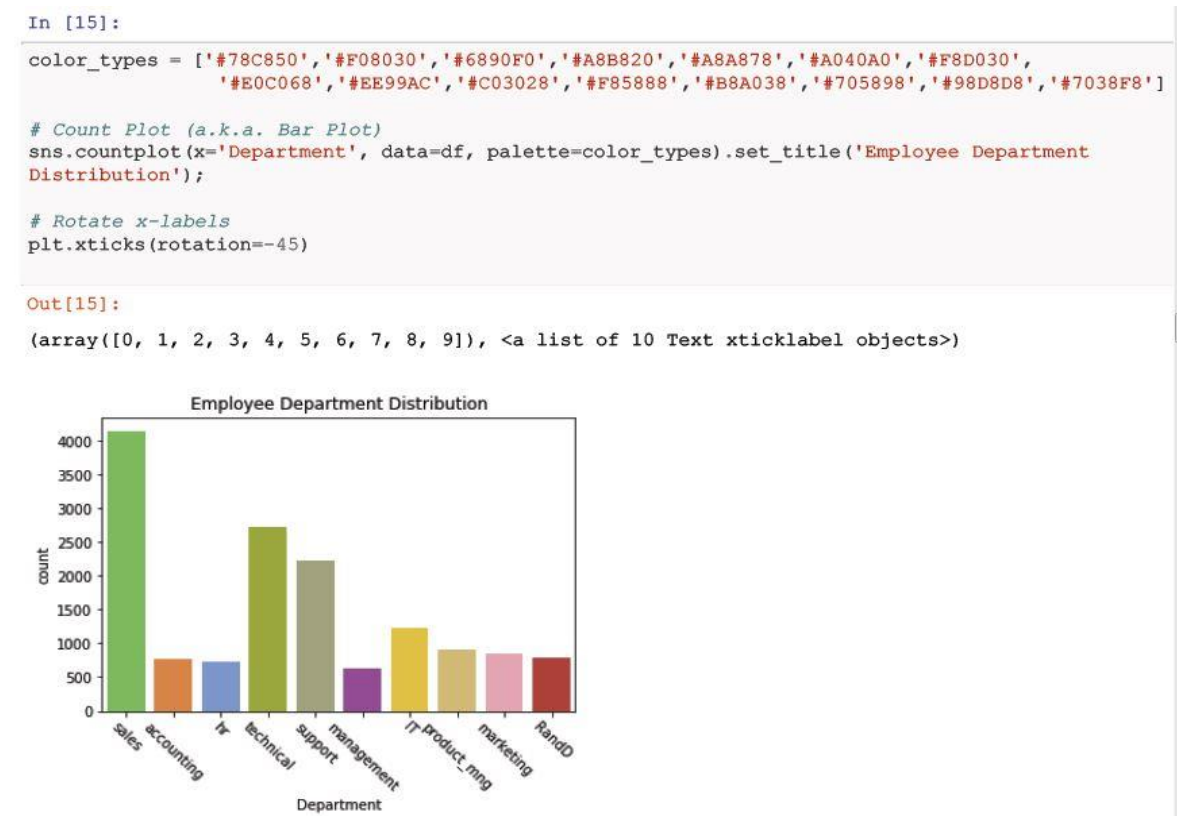 In [15]:
color_types = ['#78C850','#F08030','#6890F0','#A8B820','#A8A878','#A040A0','#F8D030',
'#E0C068','#EE99AC','#C03028','#F85888','#B8A038','#705898','#98D8D8','#7038F8']
# Count Plot (a.k.a. Bar Plot)
sns.countplot(x='Department', data=df, palette=color_types).set_title('Employee Department
Distribution');
# Rotate x-labels
plt.xticks(rotation=-45)
Out[15]:
(array([0, 1, 2, 3, 4, 5, 6, 7, 8, 9]), <a list of 10 Text xticklabel objects>)
Employee Department Distribution
4000
3500
3000
2500
2000
1500
1000
500
0
count
sales
accounting
hr
technical
support
management
IT
product_mng
marketing
RandD
Department